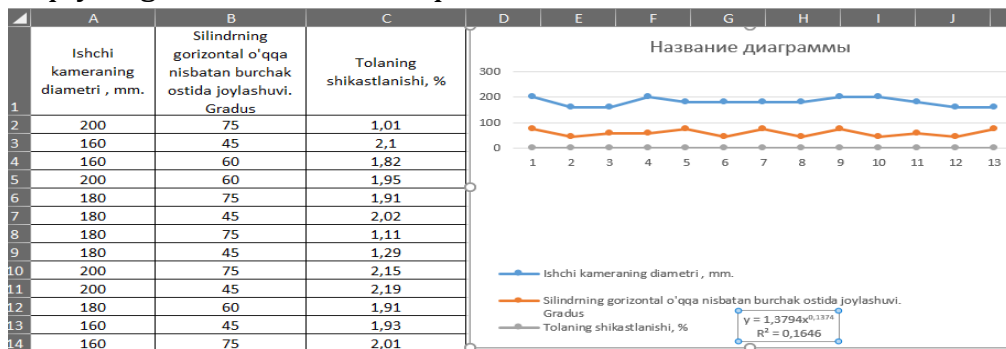 A B C D E F G H I J
1 Ishchi kameraning diametri , mm. Silindrning gorizontal o'qqa nisbatan burchak ostida joylashuvi. Gradus Tolaning shikastlanishi, %
2 200 75 1,01
3 160 45 2,1
4 160 60 1,82
5 200 60 1,95
6 180 75 1,91
7 180 45 2,02
8 180 75 1,11
9 180 45 1,29
10 200 75 2,15
11 200 45 2,19
12 180 60 1,91
13 160 45 1,93
14 160 75 2,01
Название диаграммы
300
200
100
0
1 2 3 4 5 6 7 8 9 10 11 12 13
Ishchi kameraning diametri , mm.
Silindrning gorizontal o'qqa nisbatan burchak ostida joylashuvi.
Gradus
Tolaning shikastlanishi, %
y = 1,3794x^0,1374
R² = 0,1646